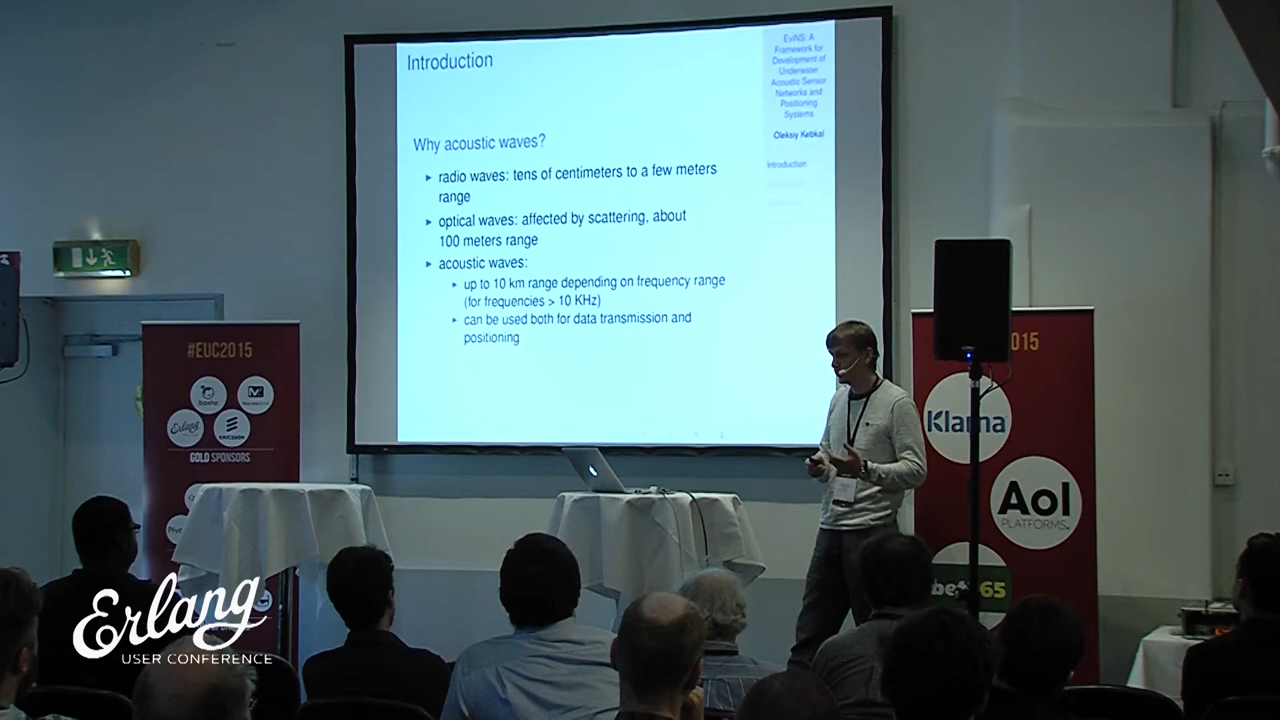 Introduction
Why acoustic waves?
radio waves: tens of centimeters to a few meters
range
optical waves: affected by scattering, about
100 meters range
acoustic waves:
up to 10 km range depending on frequency range
(for frequencies > 10 KHz)
can be used both for data transmission and
positioning
EviNS: A
Framework for
Development of
Underwater
Acoustic Sensor
Networks and
Positioning
Systems
Oleksiy Kebkal
Introduction
#EUC2015
basho
Erlang
ERICSSON
GOLD SPONSORS
015
Klarna
Aol
PLATFORMS
65
Erlang
USER CONFERENCE